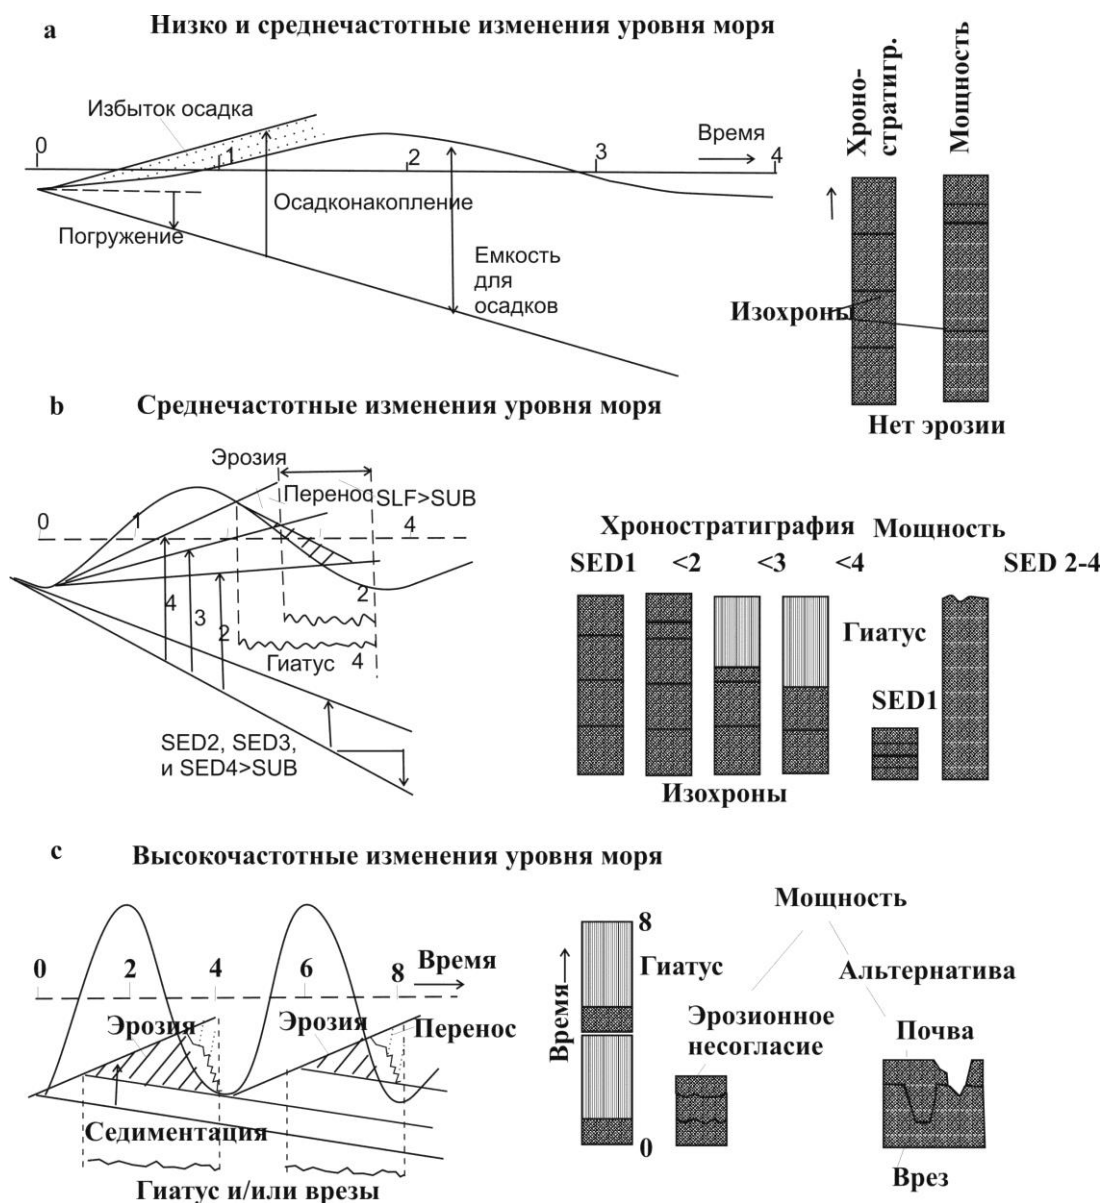 a
Низко и среднечастотные изменения уровня моря
Избыток осадка
0
1
2
3
4
Время
Осадконакопление
Погружение
Емкость
для
осадков
Хроно-
стратигр.
Мощность
Изохроны
Нет эрозии
b
Среднечастотные изменения уровня моря
Эрозия
Перенос
SLF>SUB
0
1
4
2
4
3
2
Гиатус
4
SED2, SED3,
и SED4>SUB
Хроностратиграфия
Мощность
SED1
<2
<3
<4
SED 2-4
Гиатус
SED1
Изохроны
c
Высокочастотные изменения уровня моря
0
2
4
6
8
Время
Эрозия
Эрозия
Перенос
Седиментация
Гиатус и/или врезы
8
Гиатус
Время
0
Мощность
Альтернатива
Эрозионное
несогласие
Почва
Врез